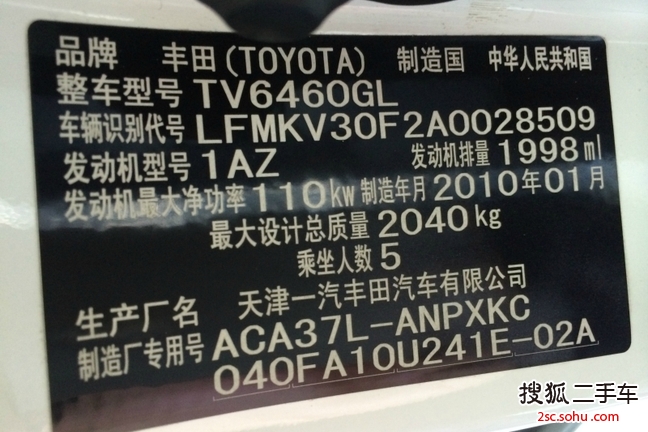 品牌 丰田(TOYOTA) 制造国 中华人民共和国
整车型号 TV6460GL
车辆识别代号 LFMKV30F2A0028509
发动机型号 1AZ 发动机排量 1998ml
发动机最大净功率 110kw 制造年月 2010年01月
最大设计总质量 2040kg
乘坐人数 5
生产厂名 天津一汽丰田汽车有限公司
制造厂专用号 ACA37L-ANPXKC
040FA10U241E-02A
搜狐二手车
2sc.sohu.com